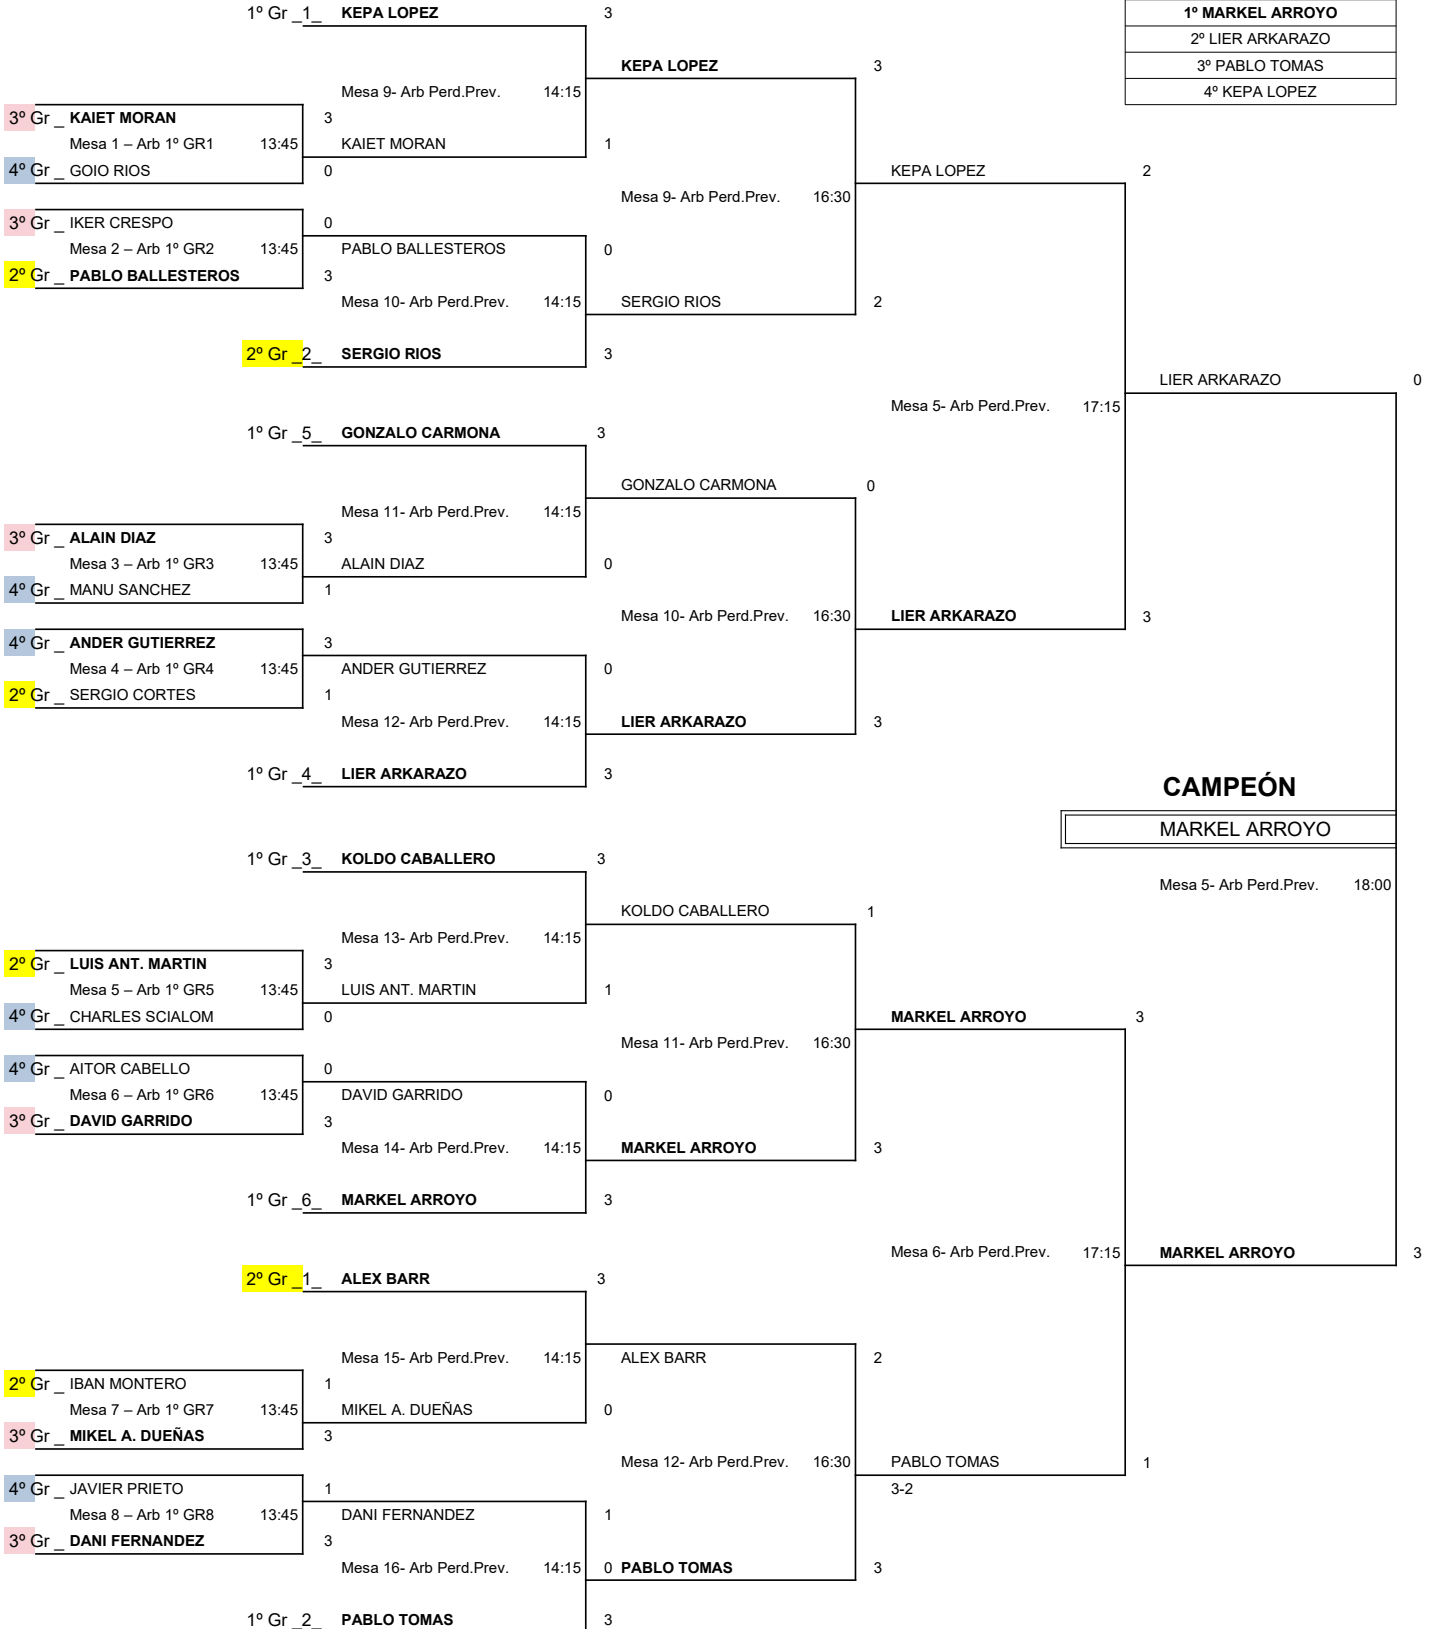 1º Gr _1_ KEPA LOPEZ 3 1º MARKEL ARROYO
2º LIER ARKARAZO
KEPA LOPEZ 3 3º PABLO TOMAS
Mesa 9- Arb Perd.Prev. 14:15 4º KEPA LOPEZ
3º Gr _ KAIET MORAN 3
Mesa 1 – Arb 1º GR1 13:45 KAIET MORAN 1
4º Gr _ GOIO RIOS 0 KEPA LOPEZ 2
Mesa 9- Arb Perd.Prev. 16:30
3º Gr _ IKER CRESPO 0
Mesa 2 – Arb 1º GR2 13:45 PABLO BALLESTEROS 0
2º Gr _ PABLO BALLESTEROS 3
Mesa 10- Arb Perd.Prev. 14:15 SERGIO RIOS 2
2º Gr _2_ SERGIO RIOS 3
LIER ARKARAZO 0
Mesa 5- Arb Perd.Prev. 17:15
1º Gr _5_ GONZALO CARMONA 3
GONZALO CARMONA 0
Mesa 11- Arb Perd.Prev. 14:15
3º Gr _ ALAIN DIAZ 3
Mesa 3 – Arb 1º GR3 13:45 ALAIN DIAZ 0
4º Gr _ MANU SANCHEZ 1
Mesa 10- Arb Perd.Prev. 16:30 LIER ARKARAZO 3
4º Gr _ ANDER GUTIERREZ 3
Mesa 4 – Arb 1º GR4 13:45 ANDER GUTIERREZ 0
2º Gr _ SERGIO CORTES 1
Mesa 12- Arb Perd.Prev. 14:15 LIER ARKARAZO 3
1º Gr _4_ LIER ARKARAZO 3
CAMPEÓN
MARKEL ARROYO
1º Gr _3_ KOLDO CABALLERO 3
Mesa 5- Arb Perd.Prev. 18:00
KOLDO CABALLERO 1
Mesa 13- Arb Perd.Prev. 14:15
2º Gr _ LUIS ANT. MARTIN 3
Mesa 5 – Arb 1º GR5 13:45 LUIS ANT. MARTIN 1
4º Gr _ CHARLES SCIALOM 0 MARKEL ARROYO 3
Mesa 11- Arb Perd.Prev. 16:30
4º Gr _ AITOR CABELLO 0
Mesa 6 – Arb 1º GR6 13:45 DAVID GARRIDO 0
3º Gr _ DAVID GARRIDO 3
Mesa 14- Arb Perd.Prev. 14:15 MARKEL ARROYO 3
1º Gr _6_ MARKEL ARROYO 3
Mesa 6- Arb Perd.Prev. 17:15 MARKEL ARROYO 3
2º Gr _1_ ALEX BARR 3
Mesa 15- Arb Perd.Prev. 14:15 ALEX BARR 2
2º Gr _ IBAN MONTERO 1
Mesa 7 – Arb 1º GR7 13:45 MIKEL A. DUEÑAS 0
3º Gr _ MIKEL A. DUEÑAS 3
Mesa 12- Arb Perd.Prev. 16:30 PABLO TOMAS 1
4º Gr _ JAVIER PRIETO 1 3-2
Mesa 8 – Arb 1º GR8 13:45 DANI FERNANDEZ 1
3º Gr _ DANI FERNANDEZ 3
Mesa 16- Arb Perd.Prev. 14:15 0 PABLO TOMAS 3
1º Gr _2_ PABLO TOMAS 3